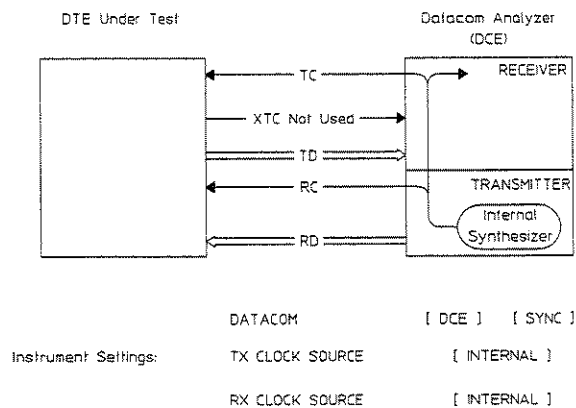 DTE Under Test
Datacom Analyzer
(DCE)
TC
RECEIVER
XTC Not Used
TD
TRANSMITTER
RC
Internal
Synthesizer
RD
DATACOM [ DCE ] [ SYNC ]
Instrument Settings: TX CLOCK SOURCE [ INTERNAL ]
RX CLOCK SOURCE [ INTERNAL ]